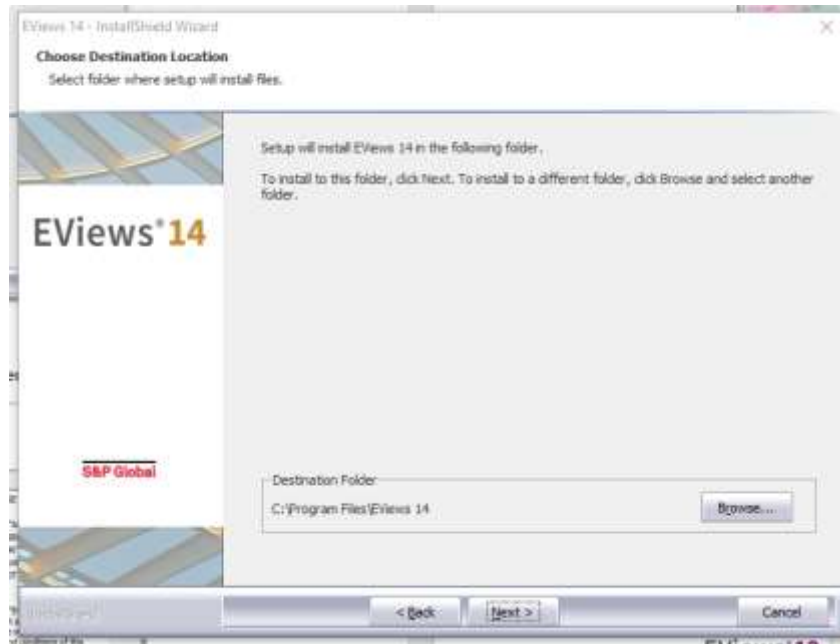 EViews 14 - InstallShield Wizard
Choose Destination Location
Select folder where setup will install files.
Setup will install EViews 14 in the following folder.
To install to this folder, click Next. To install to a different folder, click Browse and select another
folder.
EViews® 14
S&P Global
Destination Folder
C:\Program Files\EViews 14
Browse...
InstallShield
< Back
Next >
Cancel